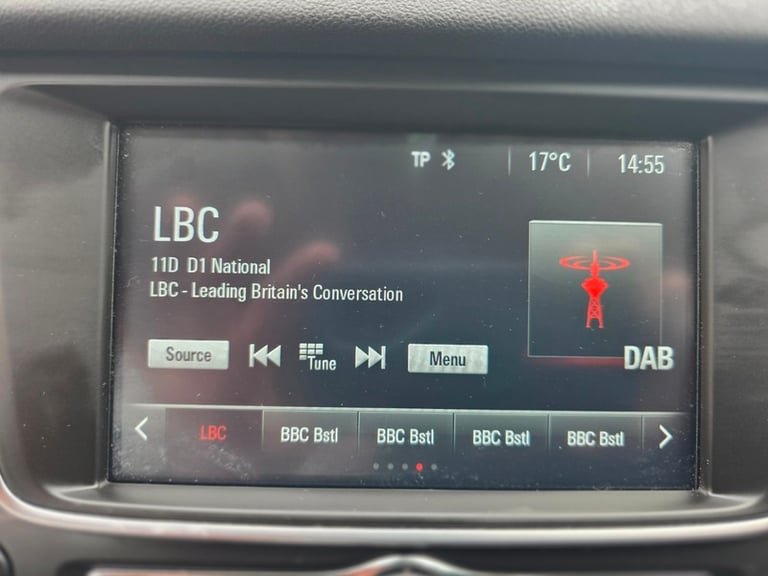 TP 17°C 14:55
LBC
11D D1 National
LBC - Leading Britain's Conversation
Source Tune Menu
DAB
LBC BBC Bstl BBC Bstl BBC Bstl BBC Bstl